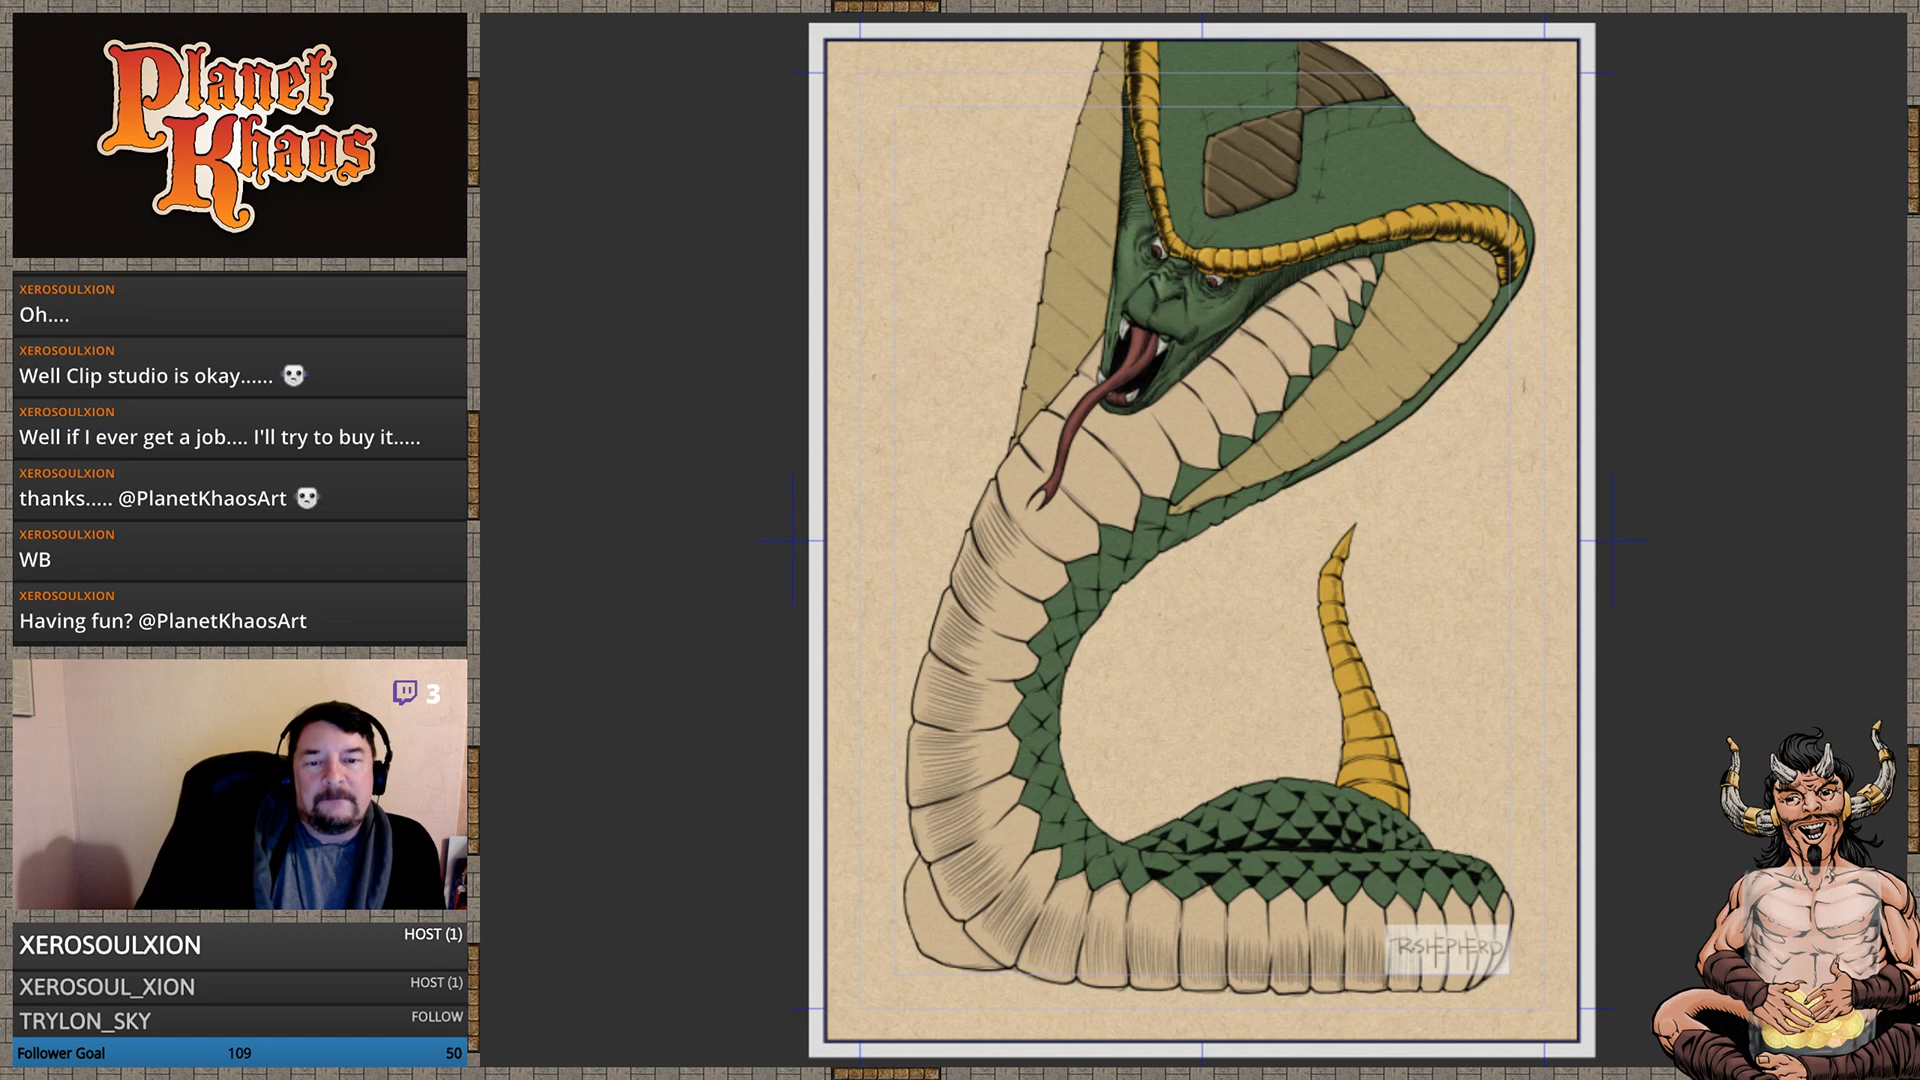 Planet
Khaos
XEROSOULXION
Oh....
XEROSOULXION
Well Clip studio is okay......
XEROSOULXION
Well if I ever get a job.... I'll try to buy it.....
XEROSOULXION
thanks..... @PlanetKhaosArt
XEROSOULXION
WB
XEROSOULXION
Having fun? @PlanetKhaosArt
3
XEROSOULXION HOST (1)
XEROSOUL_XION HOST (1)
TRYLON_SKY FOLLOW
Follower Goal 109 50
TR.SHEPHERD